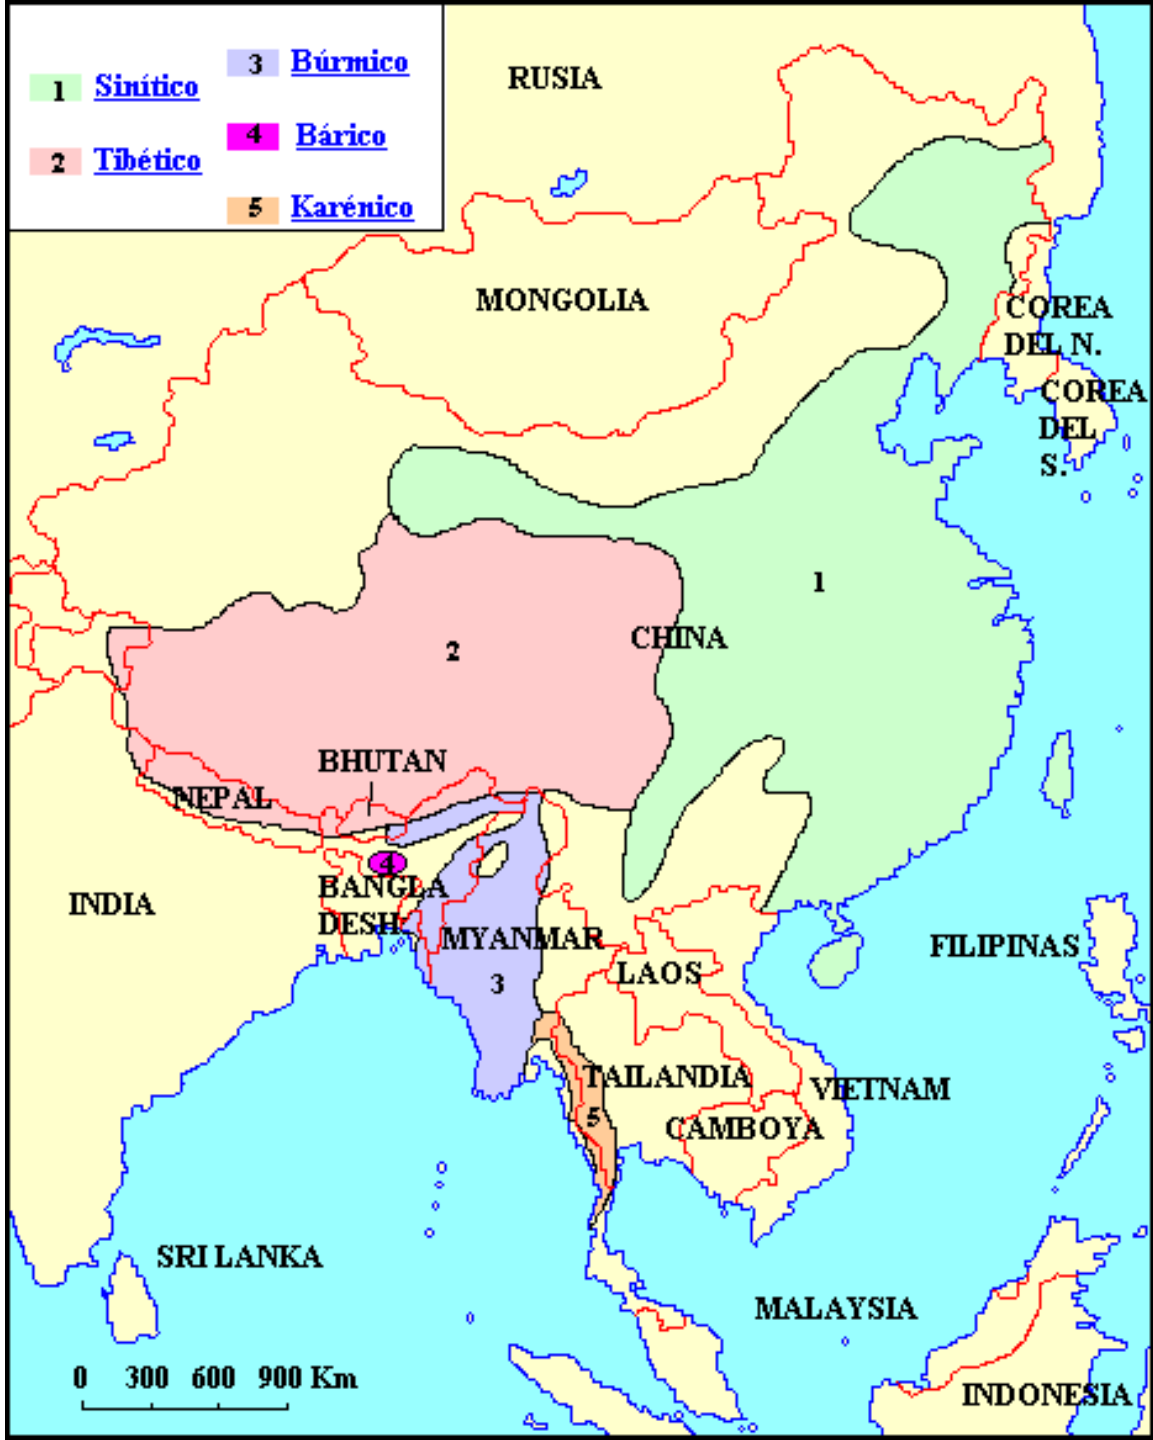 1 Sinítico
2 Tibético
3 Búrmico
4 Bárico
5 Karénico
RUSIA
MONGOLIA
COREA
DEL N.
COREA
DEL
S.
1
CHINA
2
BHUTAN
NEPAL
4
BANGLA
DESH.
INDIA
MYANMAR
3
LAOS
FILIPINAS
TAILANDIA
5
VIETNAM
CAMBOYA
SRI LANKA
MALAYSIA
0 300 600 900 Km
INDONESIA